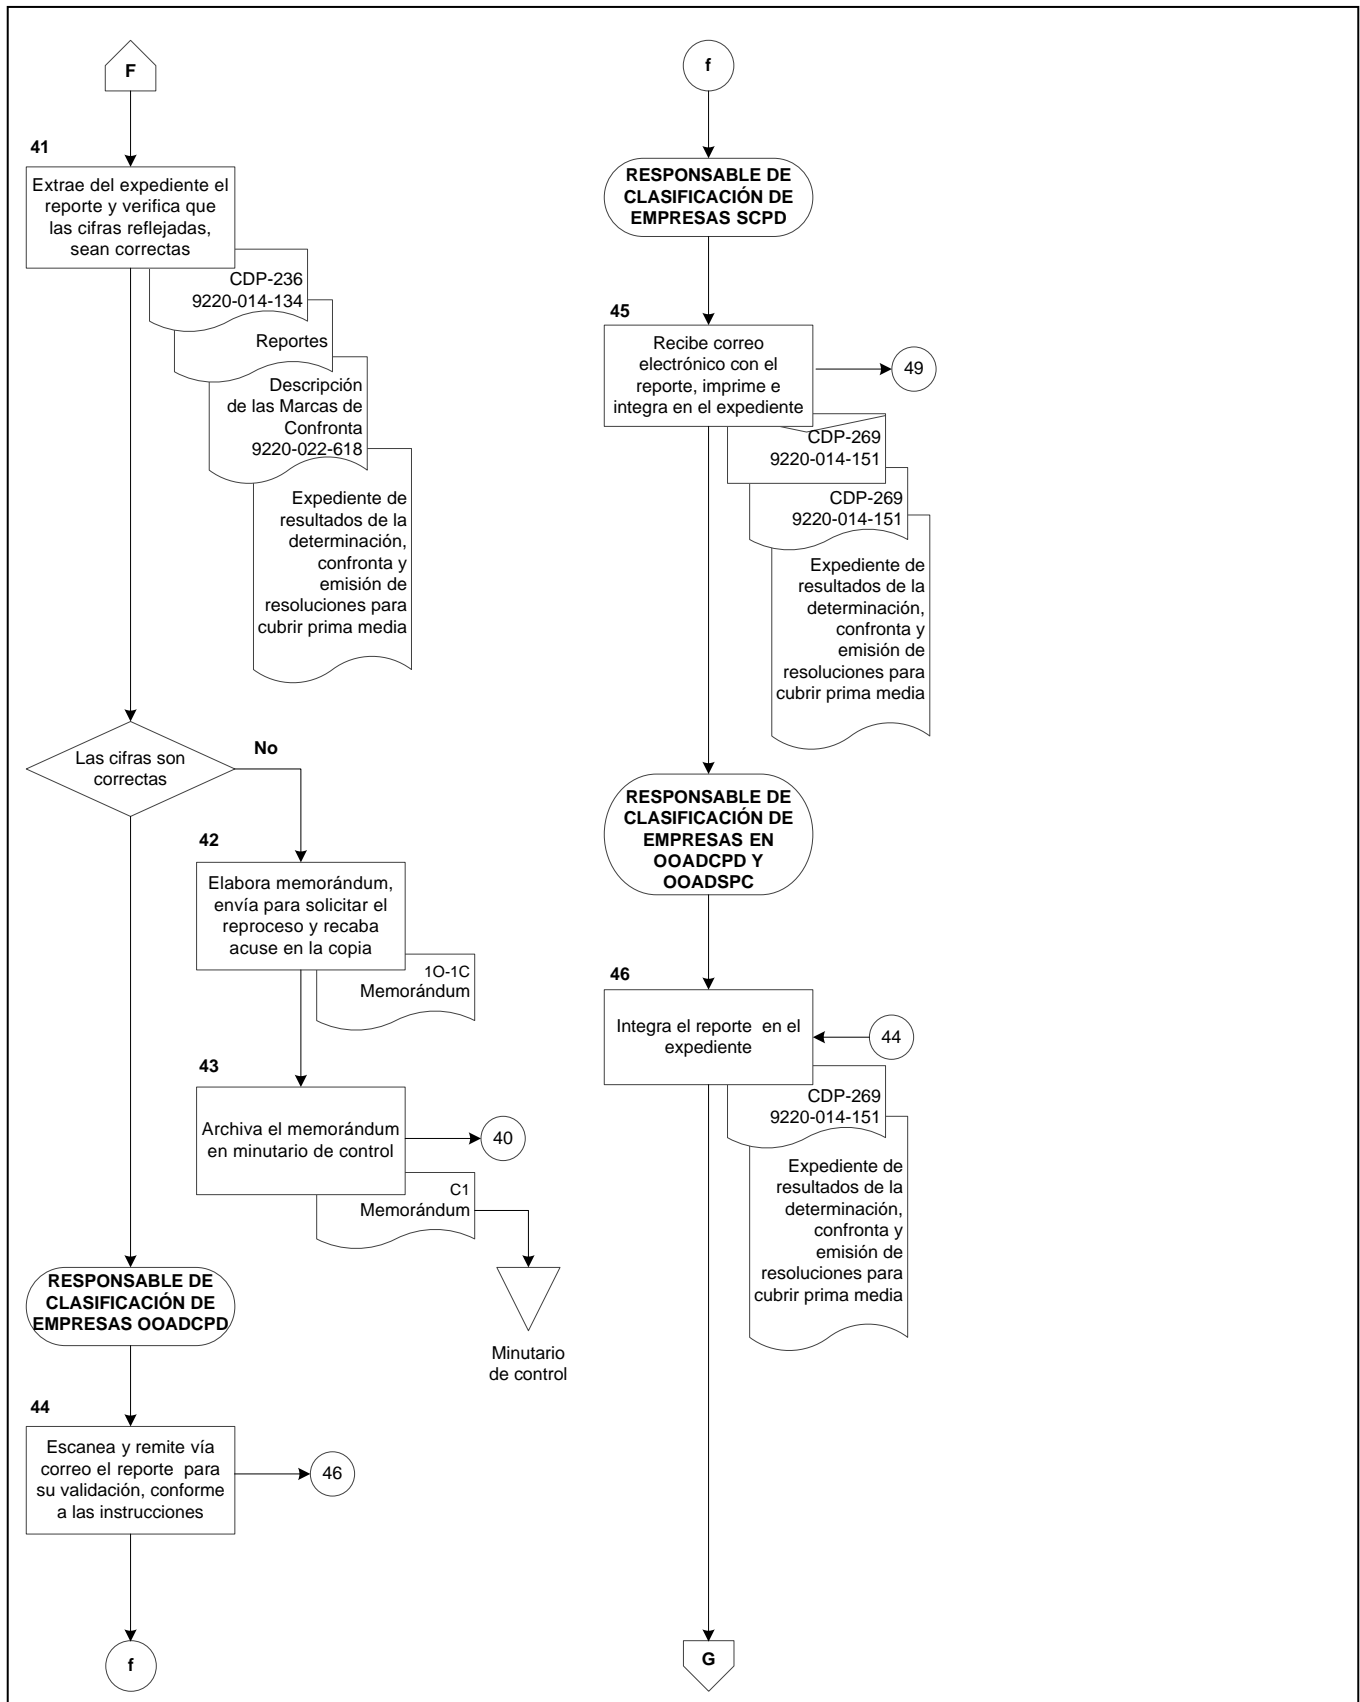 F
41
Extrae del expediente el
reporte y verifica que
las cifras reflejadas,
sean correctas
CDP-236
9220-014-134
Reportes
Descripción
de las Marcas de
Confronta
9220-022-618
Expediente de
resultados de la
determinación,
confronta y
emisión de
resoluciones para
cubrir prima media
Las cifras son
correctas
No
42
Elabora memorándum,
envía para solicitar el
reproceso y recaba
acuse en la copia
1O-1C
Memorándum
43
Archiva el memorándum
en minutario de control
40
C1
Memorándum
Minutario
de control
RESPONSABLE DE
CLASIFICACIÓN DE
EMPRESAS OOADCPD
44
Escanea y remite vía
correo el reporte para
su validación, conforme
a las instrucciones
46
f
f
RESPONSABLE DE
CLASIFICACIÓN DE
EMPRESAS SCPD
45
Recibe correo
electrónico con el
reporte, imprime e
integra en el expediente
49
CDP-269
9220-014-151
CDP-269
9220-014-151
Expediente de
resultados de la
determinación,
confronta y
emisión de
resoluciones para
cubrir prima media
RESPONSABLE DE
CLASIFICACIÓN DE
EMPRESAS EN
OOADCPD Y
OOADSPC
46
Integra el reporte en el
expediente
44
CDP-269
9220-014-151
Expediente de
resultados de la
determinación,
confronta y
emisión de
resoluciones para
cubrir prima media
G